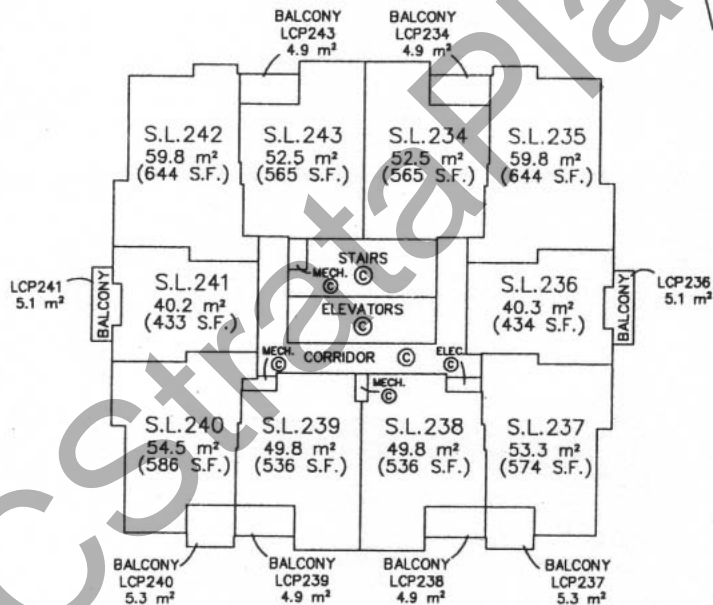 BALCONY
LCP243
4.9 m²
BALCONY
LCP234
4.9 m²
S.L.242
59.8 m²
(644 S.F.)
S.L.243
52.5 m²
(565 S.F.)
S.L.234
52.5 m²
(565 S.F.)
S.L.235
59.8 m²
(644 S.F.)
LCP241
5.1 m²
BALCONY
S.L.241
40.2 m²
(433 S.F.)
STAIRS
©
MECH.
©
ELEVATORS
©
S.L.236
40.3 m²
(434 S.F.)
BALCONY
LCP236
5.1 m²
MECH.
©
CORRIDOR ©
ELEC.
©
MECH.
©
S.L.240
54.5 m²
(586 S.F.)
S.L.239
49.8 m²
(536 S.F.)
S.L.238
49.8 m²
(536 S.F.)
S.L.237
53.3 m²
(574 S.F.)
BALCONY
LCP240
5.3 m²
BALCONY
LCP239
4.9 m²
BALCONY
LCP238
4.9 m²
BALCONY
LCP237
5.3 m²
CStrataPla